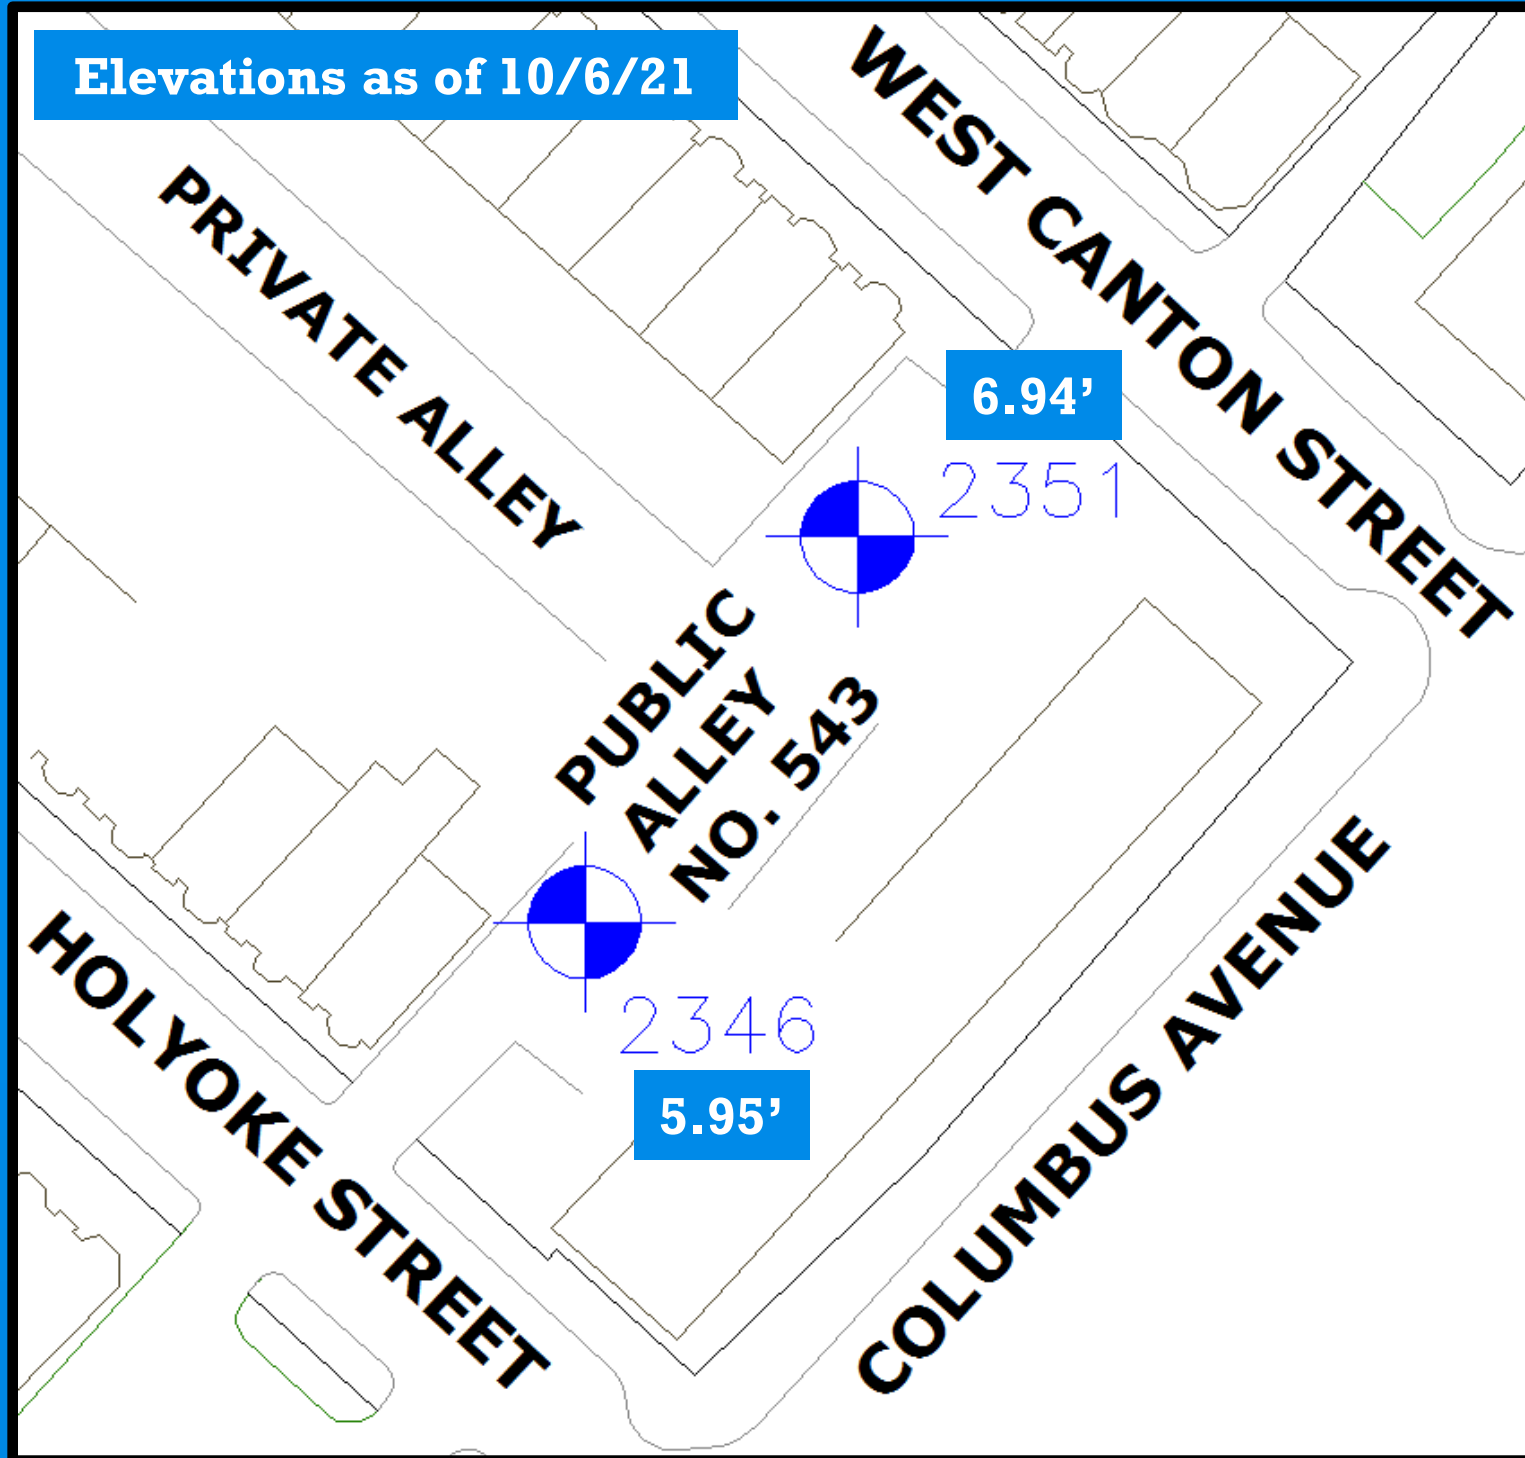 Elevations as of 10/6/21
WEST CANTON STREET
PRIVATE ALLEY
6.94’
2351
PUBLIC
ALLEY
NO. 543
2346
5.95’
HOLYOKE STREET
COLUMBUS AVENUE